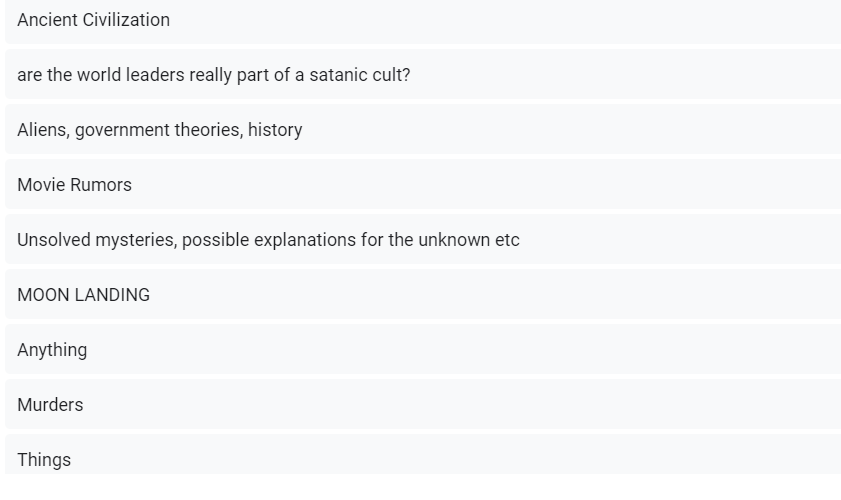 Ancient Civilization
are the world leaders really part of a satanic cult?
Aliens, government theories, history
Movie Rumors
Unsolved mysteries, possible explanations for the unknown etc
MOON LANDING
Anything
Murders
Things